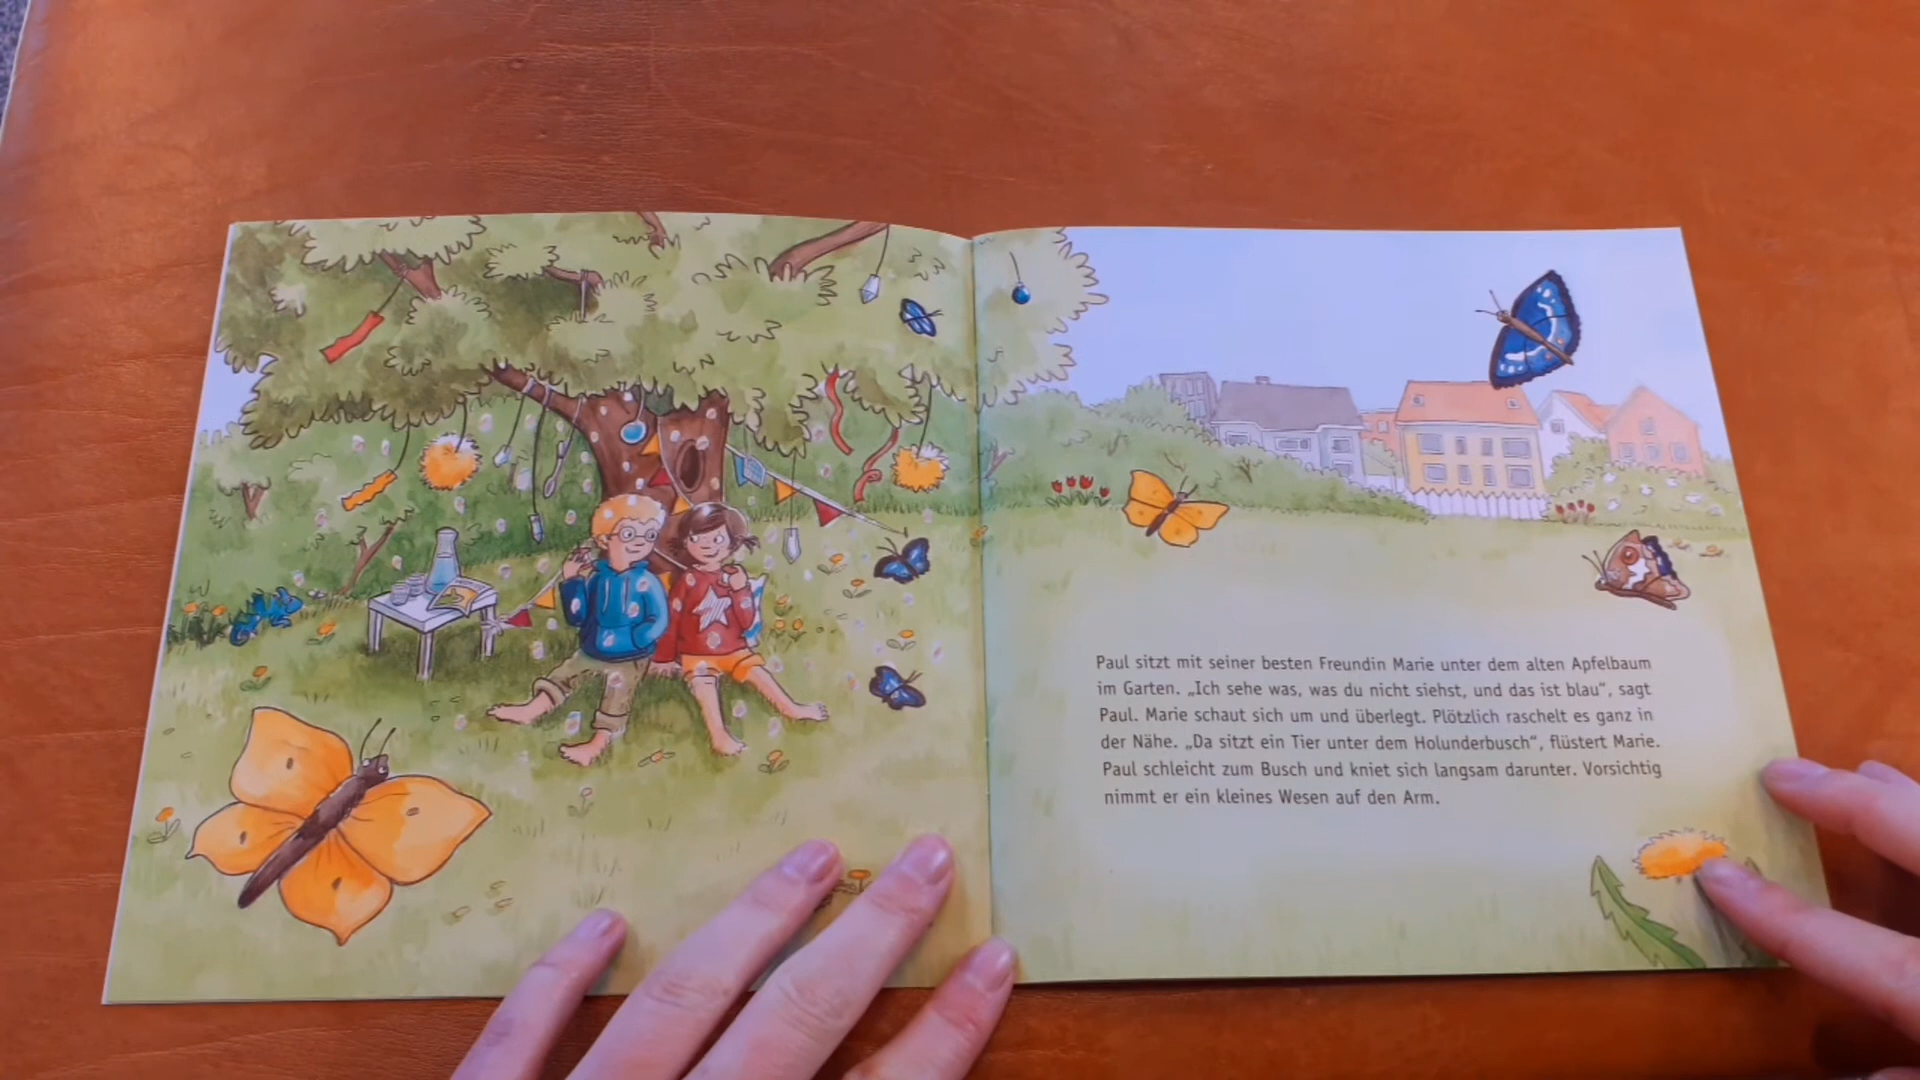 Paul sitzt mit seiner besten Freundin Marie unter dem alten Apfelbaum
im Garten. „Ich sehe was, was du nicht siehst, und das ist blau“, sagt
Paul. Marie schaut sich um und überlegt. Plötzlich raschelt es ganz in
der Nähe. „Da sitzt ein Tier unter dem Holunderbusch“, flüstert Marie.
Paul schleicht zum Busch und kniet sich langsam darunter. Vorsichtig
nimmt er ein kleines Wesen auf den Arm.